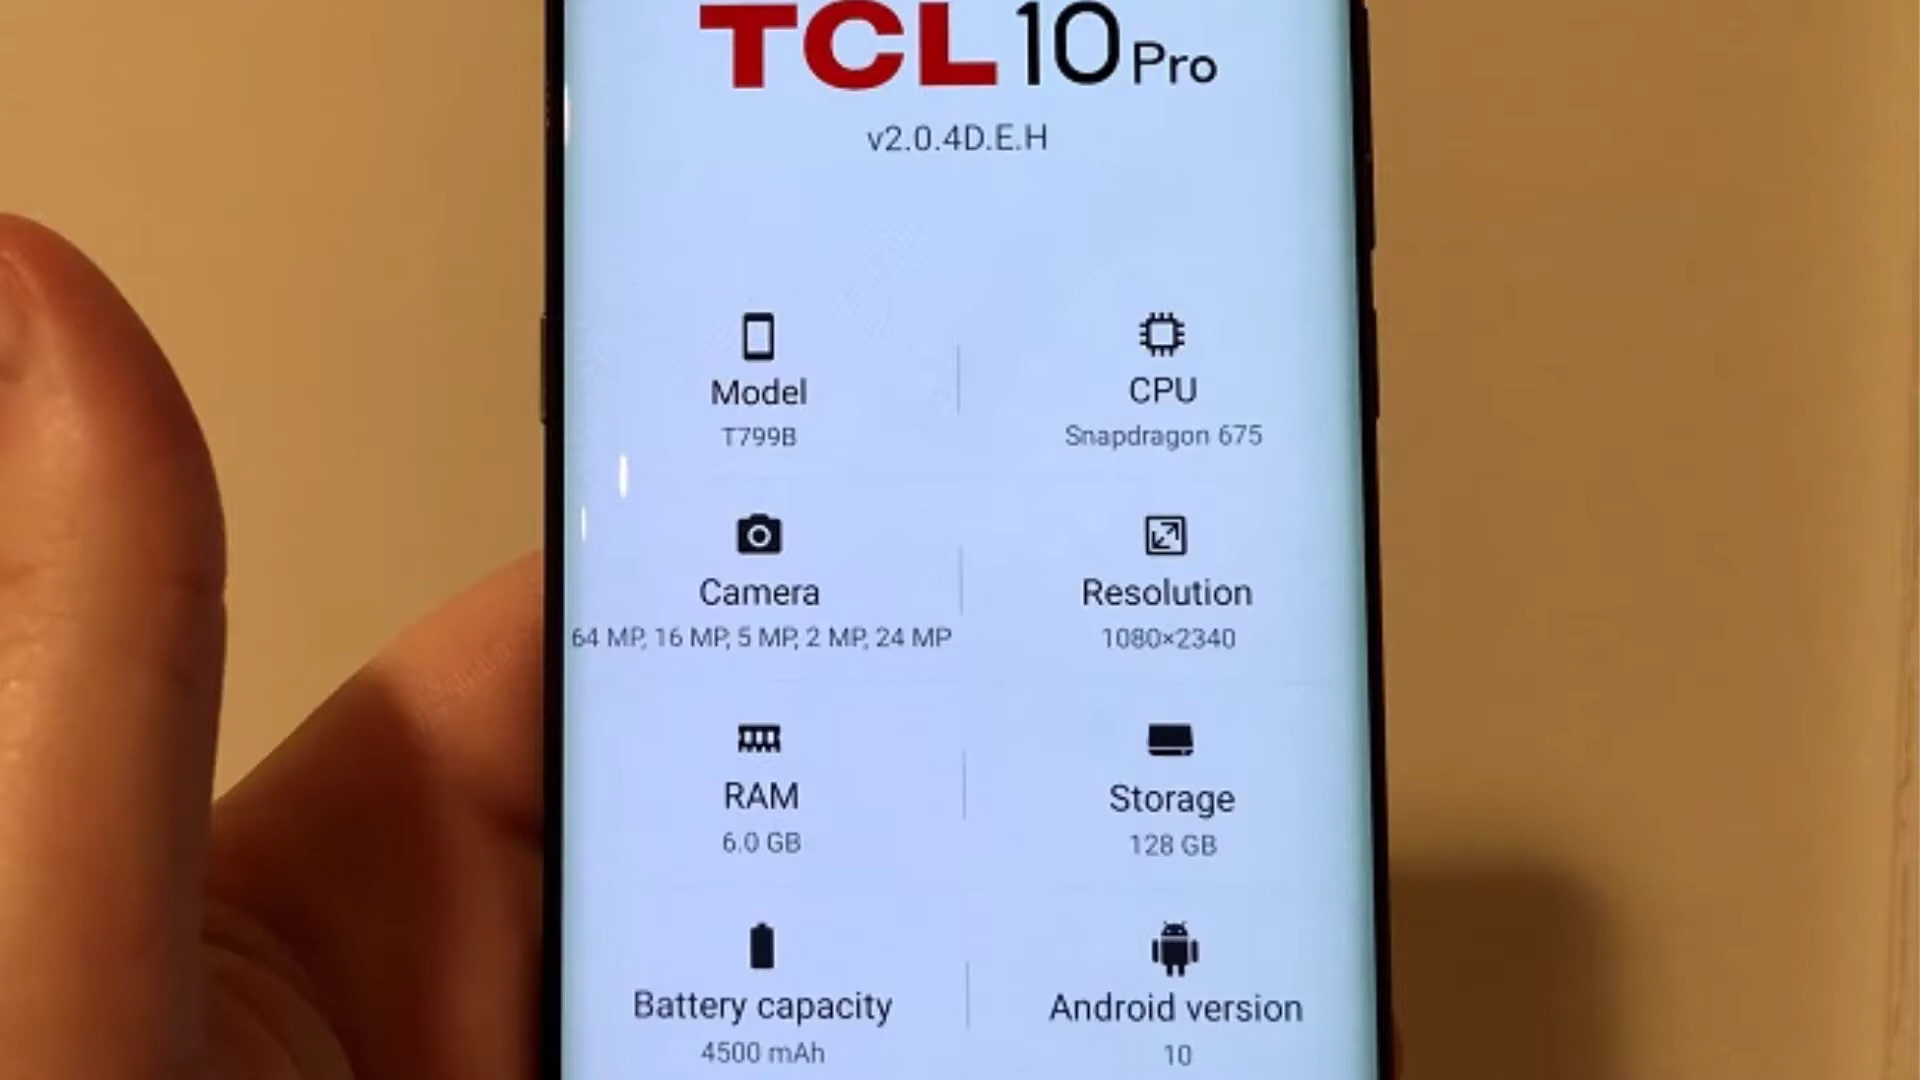 TCL 10 Pro
v2.0.4D.E.H
Model
T799B
CPU
Snapdragon 675
Camera
64 MP, 16 MP, 5 MP, 2 MP, 24 MP
Resolution
1080×2340
RAM
6.0 GB
Storage
128 GB
Battery capacity
4500 mAh
Android version
10